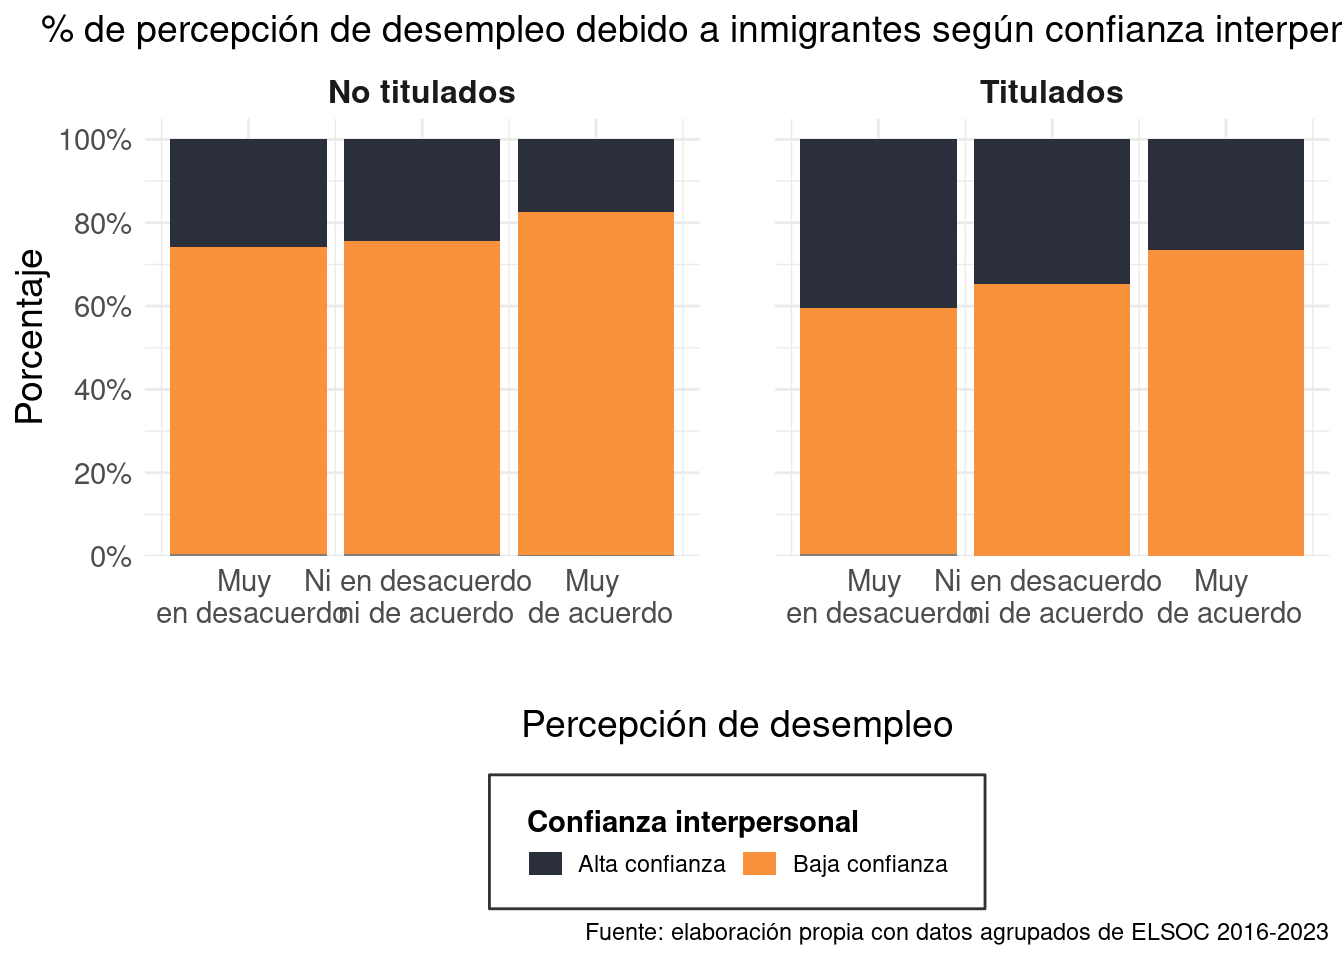 % de percepción de desempleo debido a inmigrantes según confianza interper
No titulados
Titulados
Porcentaje
100%
80%
60%
40%
20%
0%
Muy
en desacuerdo
Ni en desacuerdo
ni de acuerdo
Muy
de acuerdo
Muy
en desacuerdo
Ni en desacuerdo
ni de acuerdo
Muy
de acuerdo
Percepción de desempleo
Confianza interpersonal
Alta confianza
Baja confianza
Fuente: elaboración propia con datos agrupados de ELSOC 2016-2023